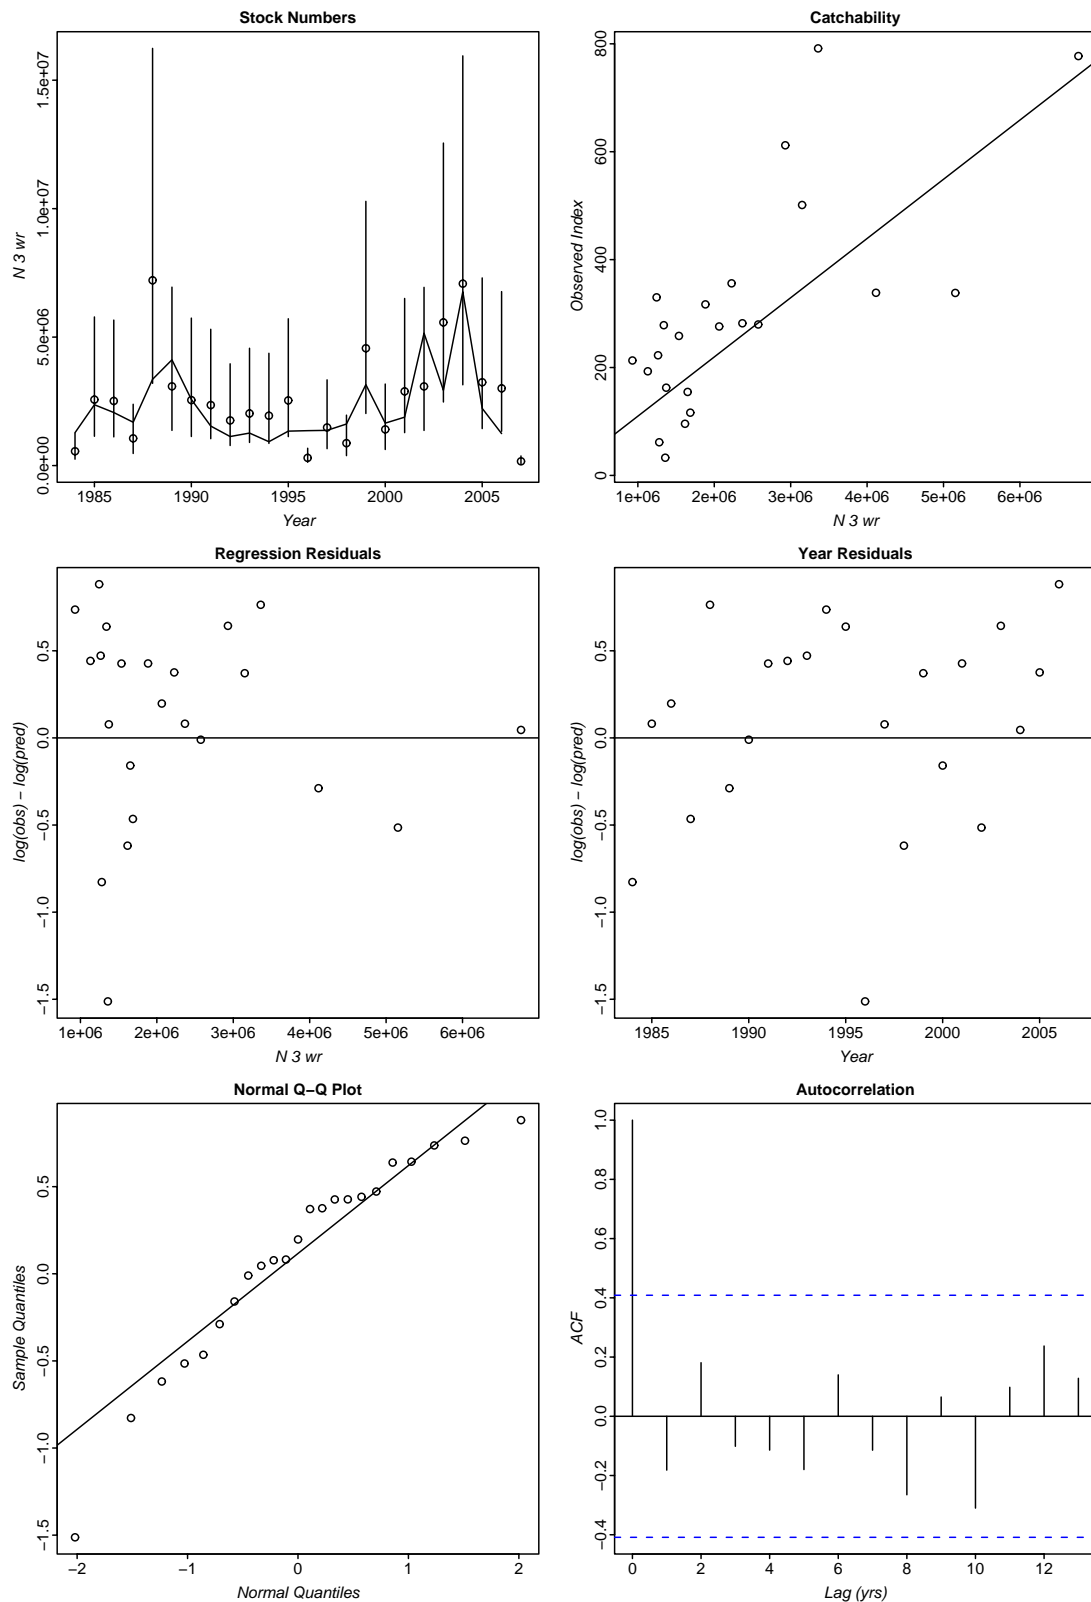 Stock Numbers
N 3 wr
0.0e+00 5.0e+06 1.0e+07 1.5e+07
1985 1990 1995 2000 2005
Year
Catchability
Observed Index
0 200 400 600 800
1e+06 2e+06 3e+06 4e+06 5e+06 6e+06
N 3 wr
Regression Residuals
log(obs) − log(pred)
−1.5 −1.0 −0.5 0.0 0.5
1e+06 2e+06 3e+06 4e+06 5e+06 6e+06
N 3 wr
Year Residuals
log(obs) − log(pred)
−1.5 −1.0 −0.5 0.0 0.5
1985 1990 1995 2000 2005
Year
Normal Q−Q Plot
Sample Quantiles
−1.5 −1.0 −0.5 0.0 0.5
−2 −1 0 1 2
Normal Quantiles
Autocorrelation
ACF
−0.4 −0.2 0.0 0.2 0.4 0.6 0.8 1.0
0 2 4 6 8 10 12
Lag (yrs)